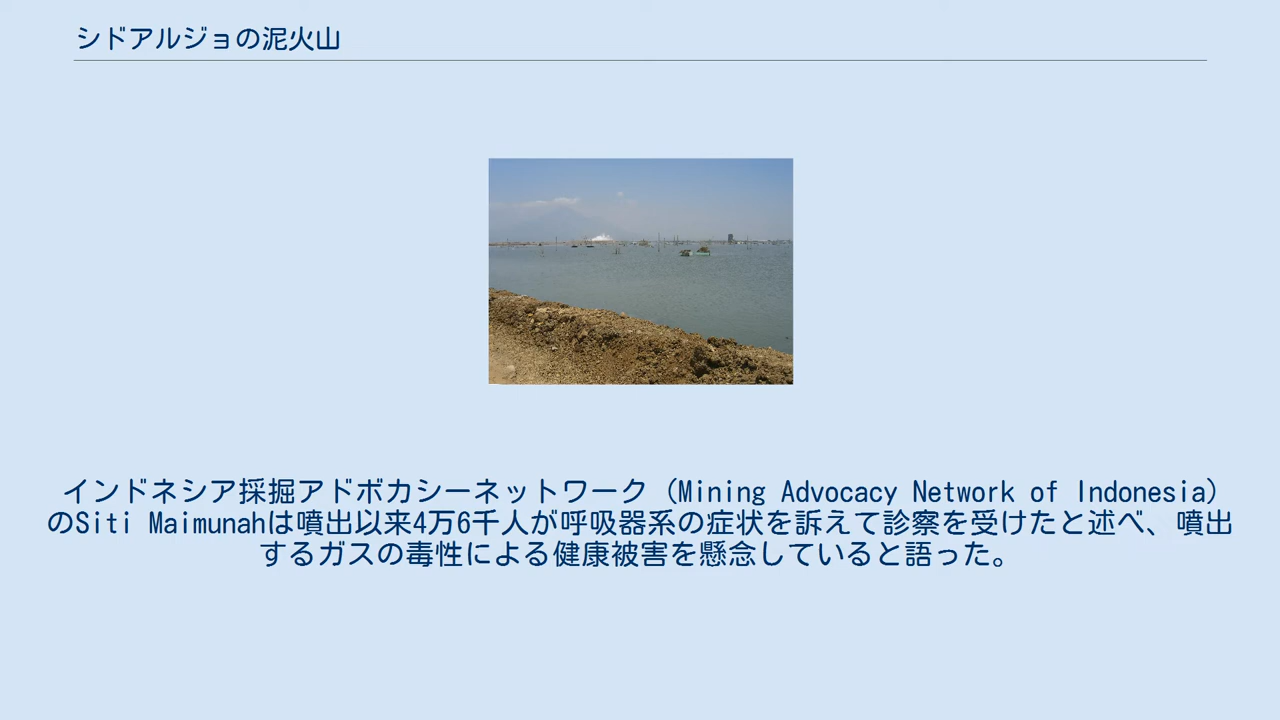 シドアルジョの泥火山
インドネシア採掘アドボカシーネットワーク（Mining Advocacy Network of Indonesia）
のSiti Maimunahは噴出以来4万6千人が呼吸器系の症状を訴えて診察を受けたと述べ、噴出
するガスの毒性による健康被害を懸念していると語った。